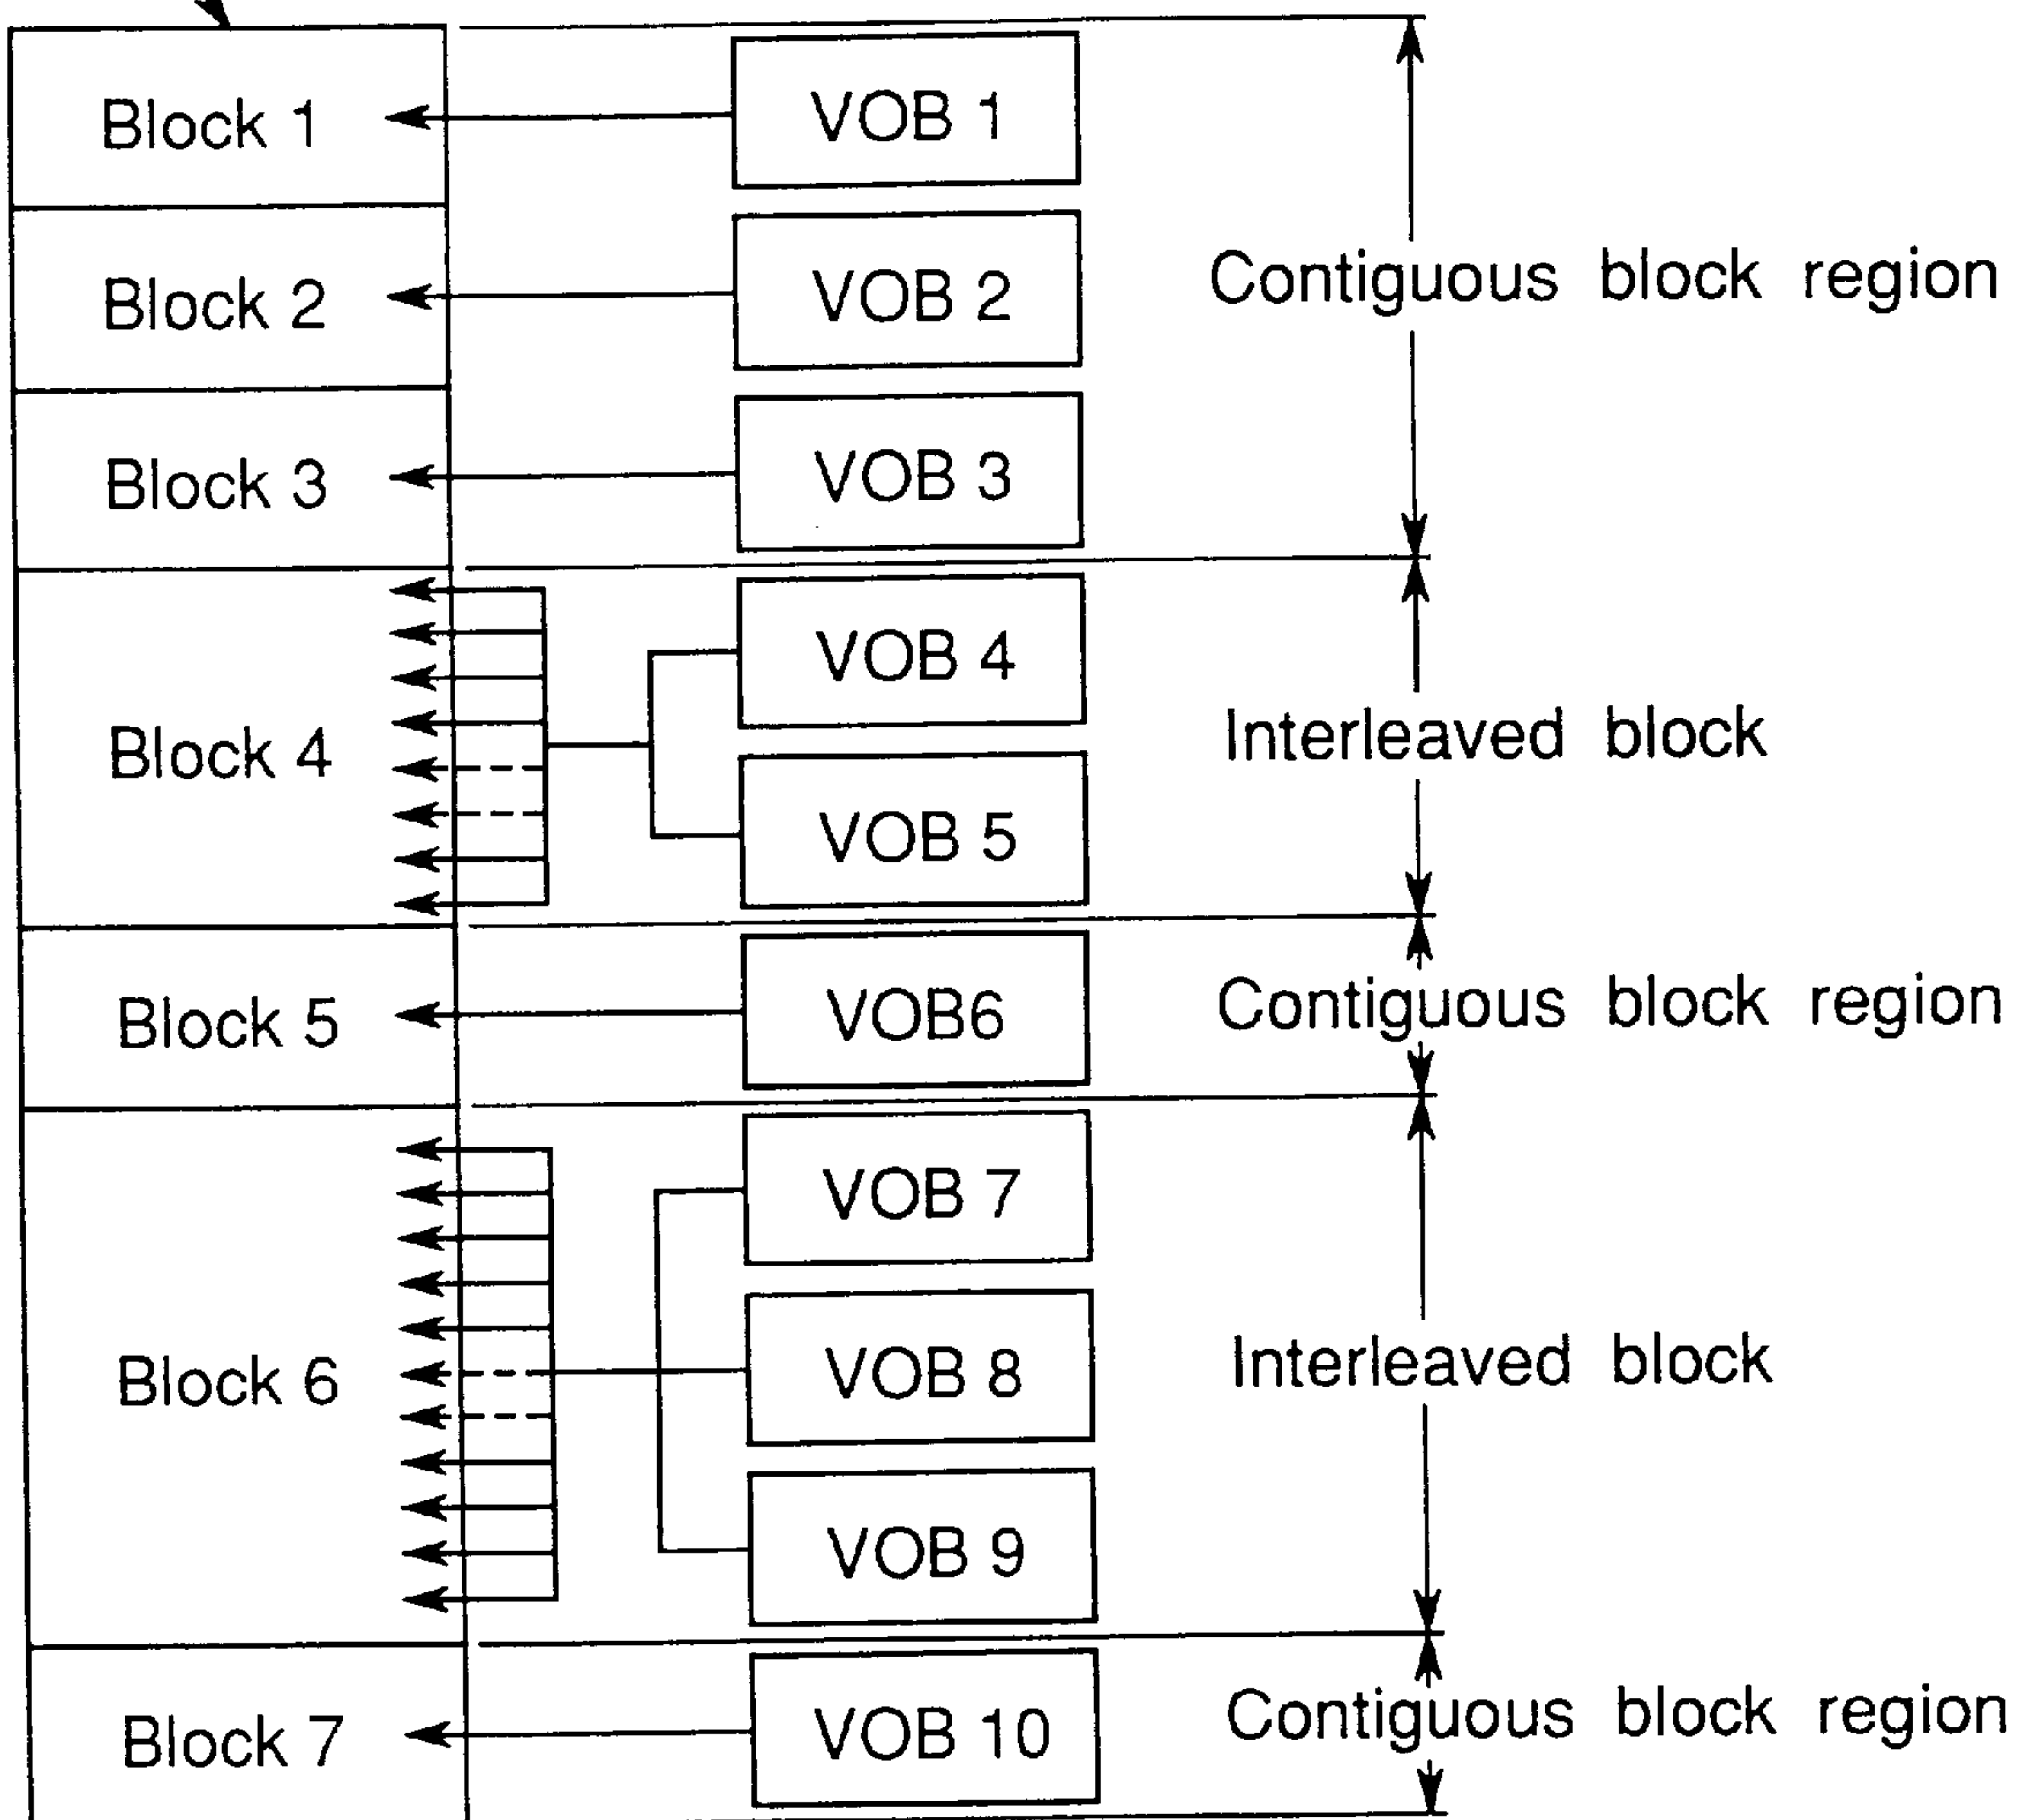 Block 1
VOB 1
Block 2
VOB 2
Contiguous block region
Block 3
VOB 3
VOB 4
Block 4
Interleaved block
VOB 5
Block 5
VOB6
Contiguous block region
VOB 7
Block 6
VOB 8
Interleaved block
VOB 9
Block 7
VOB 10
Contiguous block region